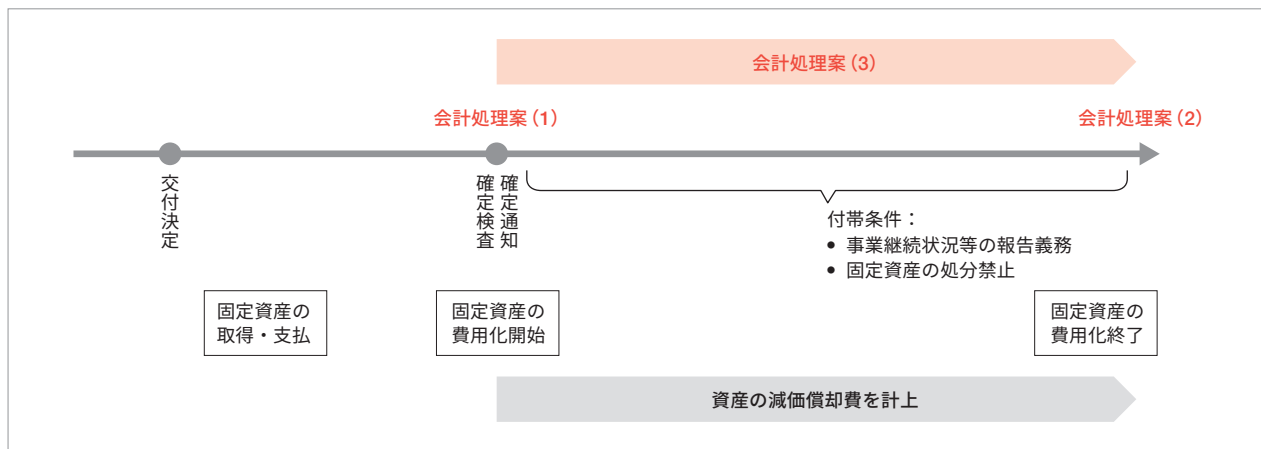 会計処理案（3）
会計処理案（1）
会計処理案（2）
交付決定
確定通知
確定検査
付帯条件：
• 事業継続状況等の報告義務
• 固定資産の処分禁止
固定資産の
取得・支払
固定資産の
費用化開始
固定資産の
費用化終了
資産の減価償却費を計上